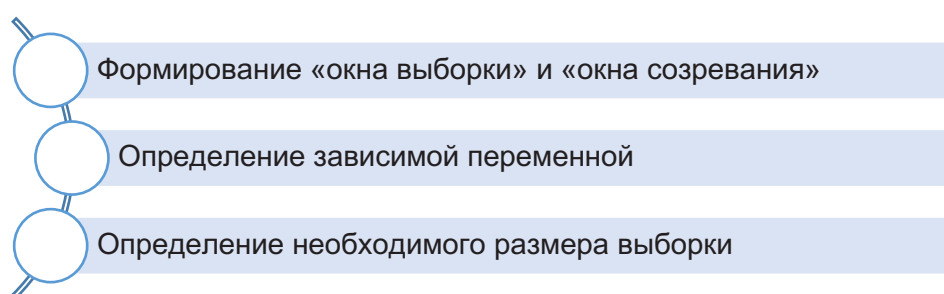 Формирование «окна выборки» и «окна созревания»
Определение зависимой переменной
Определение необходимого размера выборки